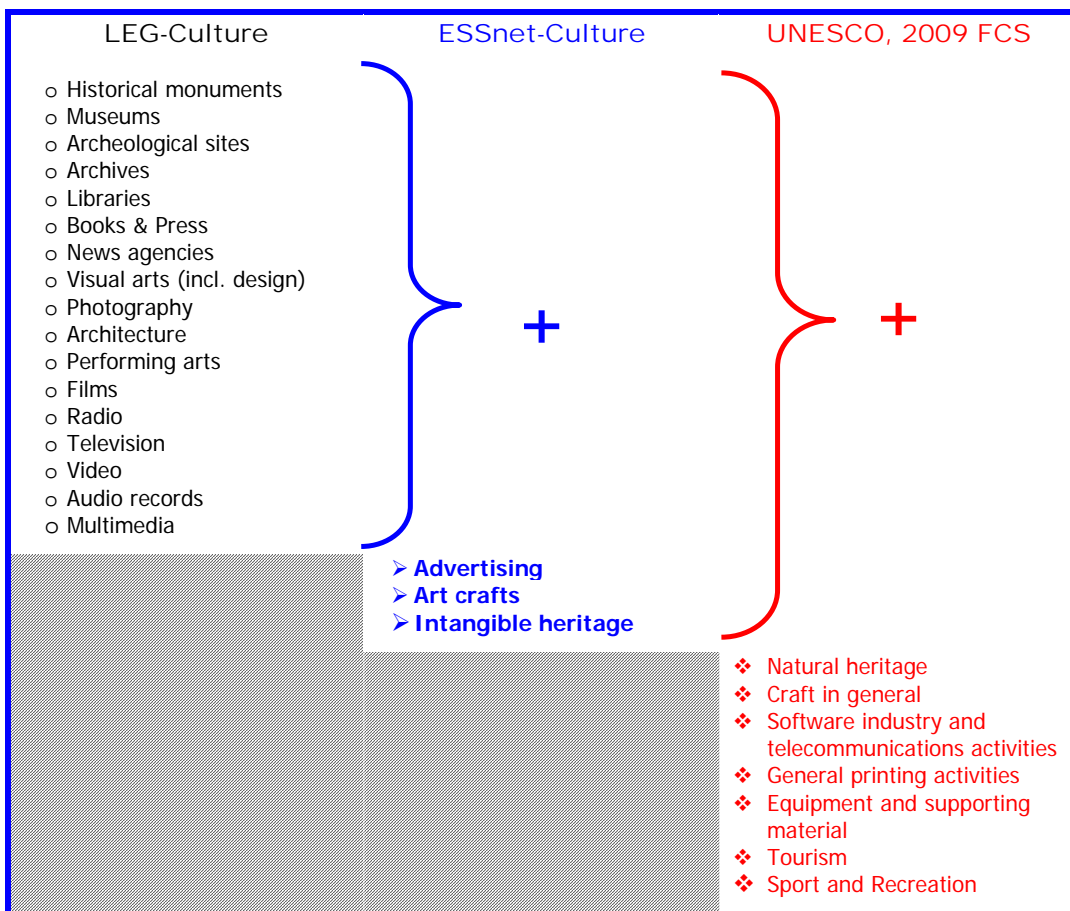 LEG-Culture
ESSnet-Culture
UNESCO, 2009 FCS
o Historical monuments
o Museums
o Archeological sites
o Archives
o Libraries
o Books & Press
o News agencies
o Visual arts (incl. design)
o Photography
o Architecture
o Performing arts
o Films
o Radio
o Television
o Video
o Audio records
o Multimedia
+
➢ Advertising
➢ Art crafts
➢ Intangible heritage
+
❖ Natural heritage
❖ Craft in general
❖ Software industry and
telecommunications activities
❖ General printing activities
❖ Equipment and supporting
material
❖ Tourism
❖ Sport and Recreation